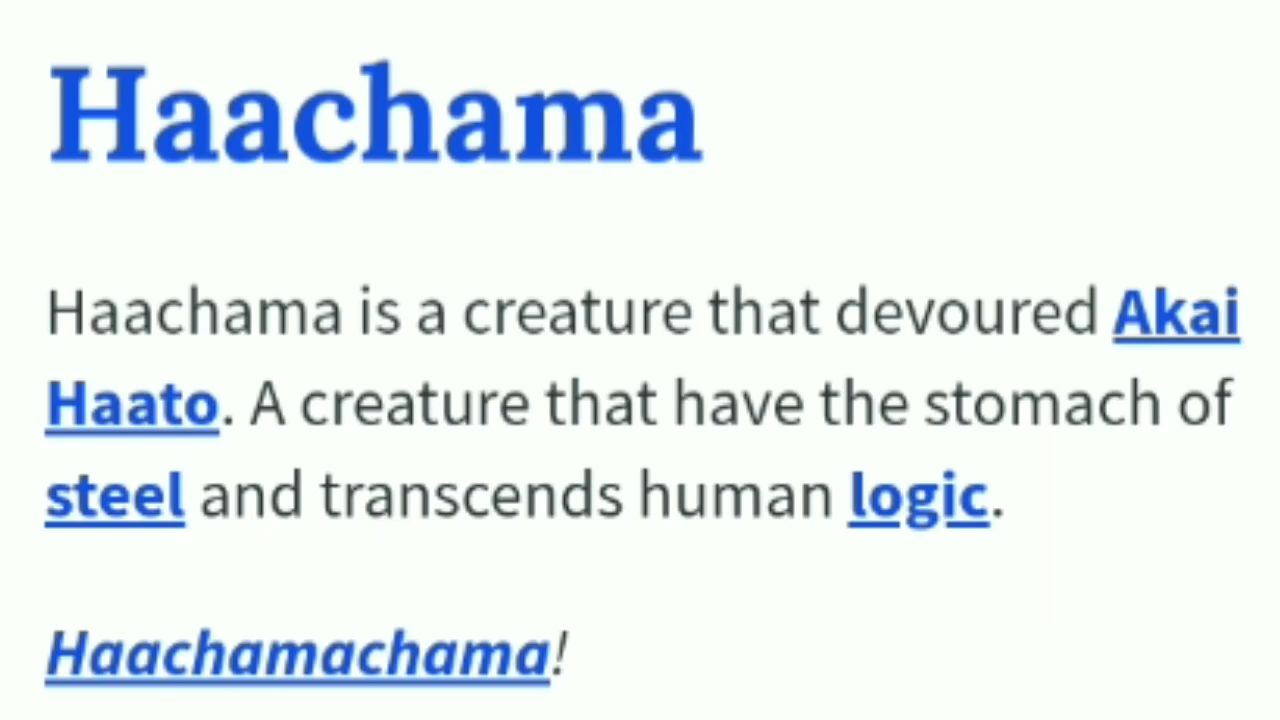 Haachama
Haachama is a creature that devoured Akai
Haato. A creature that have the stomach of
steel and transcends human logic.
Haachamachama!